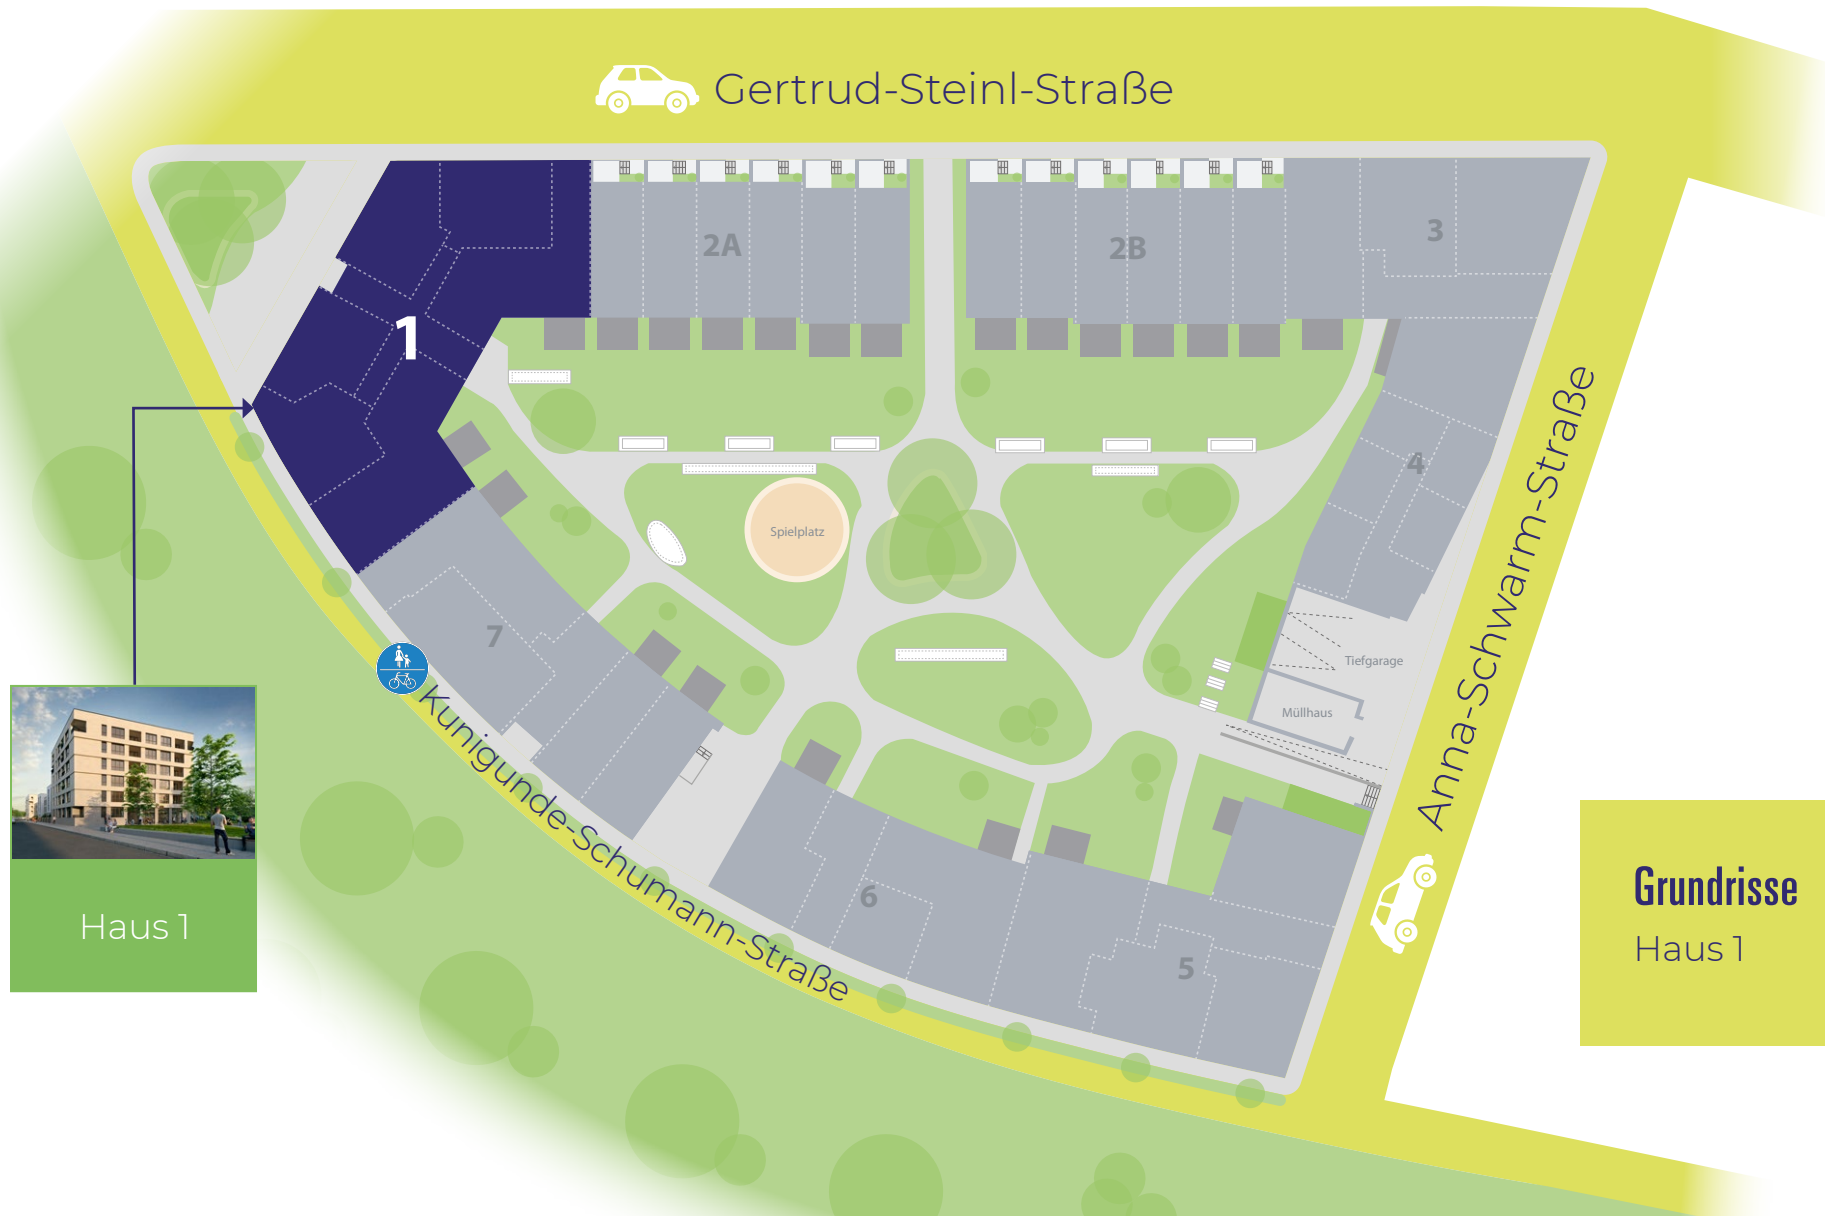 Gertrud-Steinl-Straße
1
2A
2B
3
4
Spielplatz
7
Tiefgarage
Müllhaus
Anna-Schwarm-Straße
Kunigunde-Schumann-Straße
6
5
Haus 1
Grundrisse
Haus 1